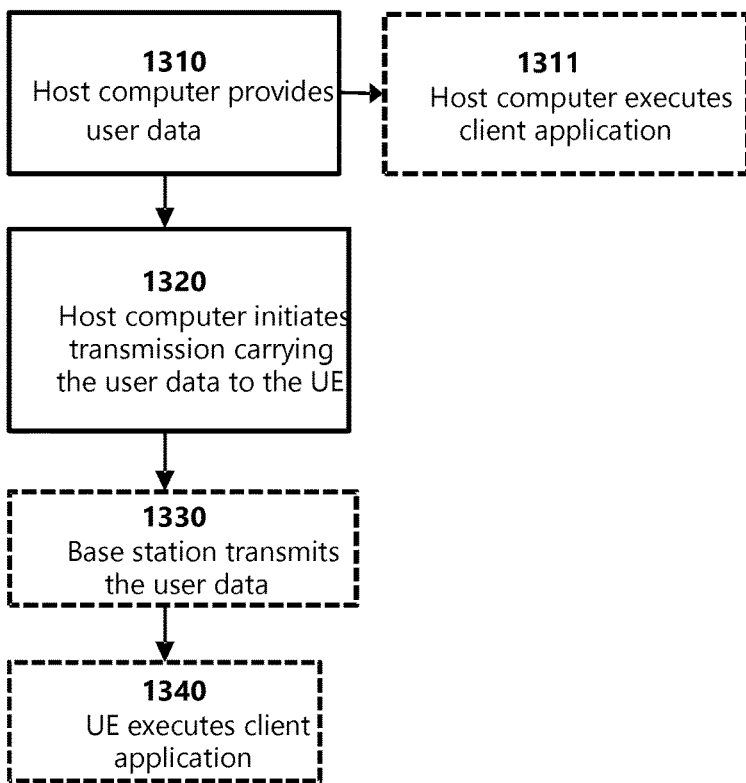 1310
Host computer provides
user data
1311
Host computer executes
client application
1320
Host computer initiates
transmission carrying
the user data to the UE
1330
Base station transmits
the user data
1340
UE executes client
application